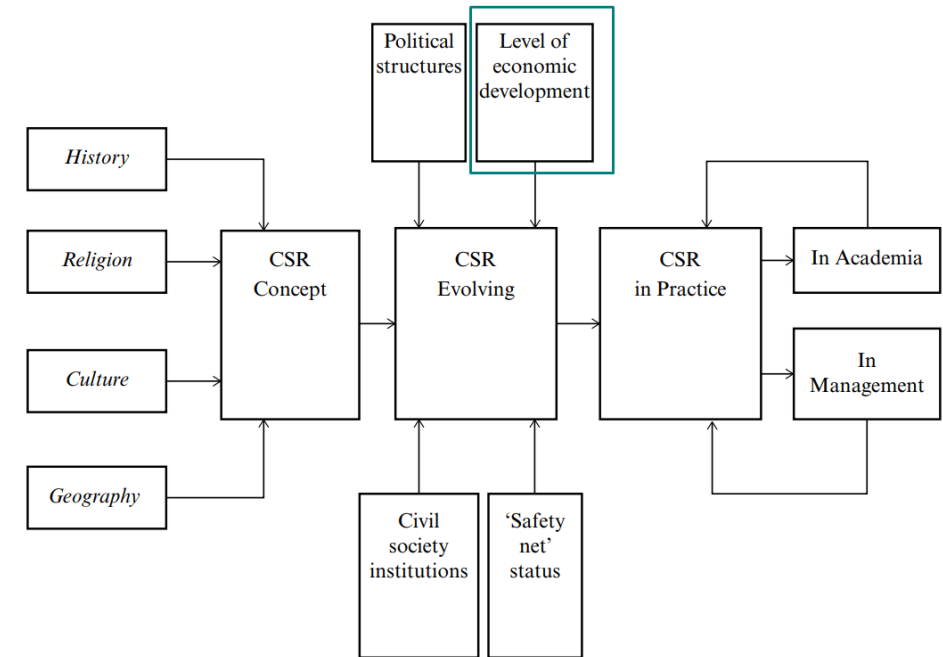 Political
structures
Level of
economic
development
History
Religion
Culture
Geography
CSR
Concept
CSR
Evolving
CSR
in Practice
In Academia
In
Management
Civil
society
institutions
‘Safety
net’
status